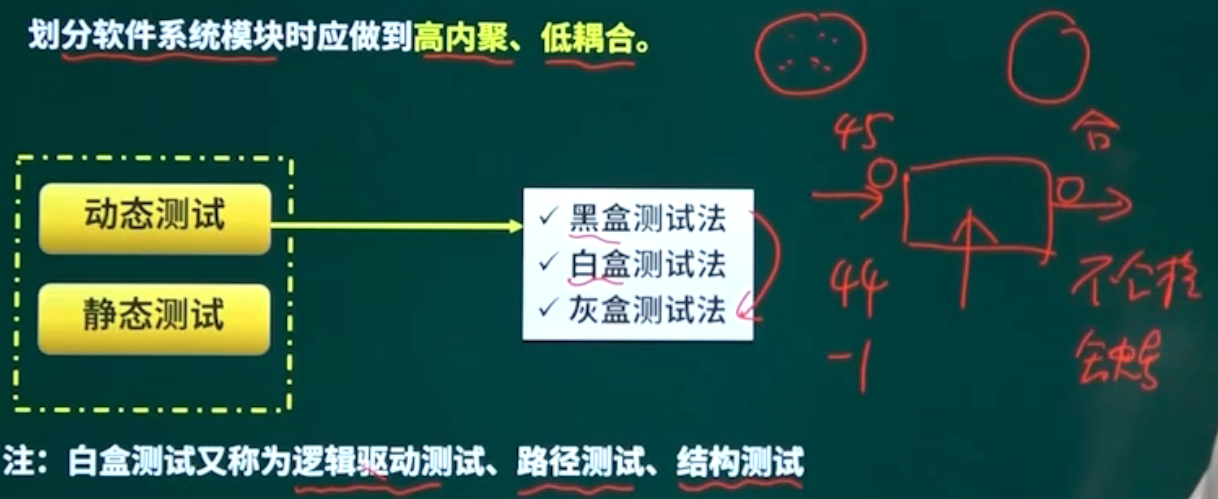 划分软件系统模块时应做到高内聚、低耦合。
45
合
动态测试
✓ 黑盒测试法
✓ 白盒测试法
44
静态测试
✓ 灰盒测试法
-1
注：白盒测试又称为逻辑驱动测试、路径测试、结构测试